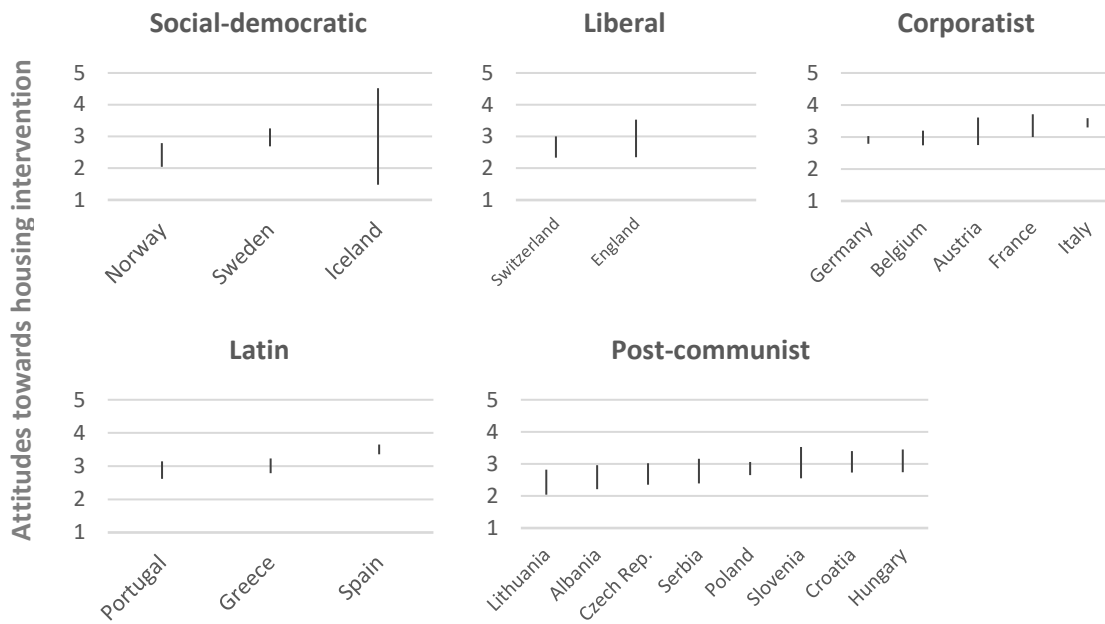 Attitudes towards housing intervention
Social-democratic
5
4
3
2
1
Norway
Sweden
Iceland
Liberal
5
4
3
2
1
Switzerland
England
Corporatist
5
4
3
2
1
Germany
Belgium
Austria
France
Italy
Latin
5
4
3
2
1
Portugal
Greece
Spain
Post-communist
5
4
3
2
1
Lithuania
Albania
Czech Rep.
Serbia
Poland
Slovenia
Croatia
Hungary